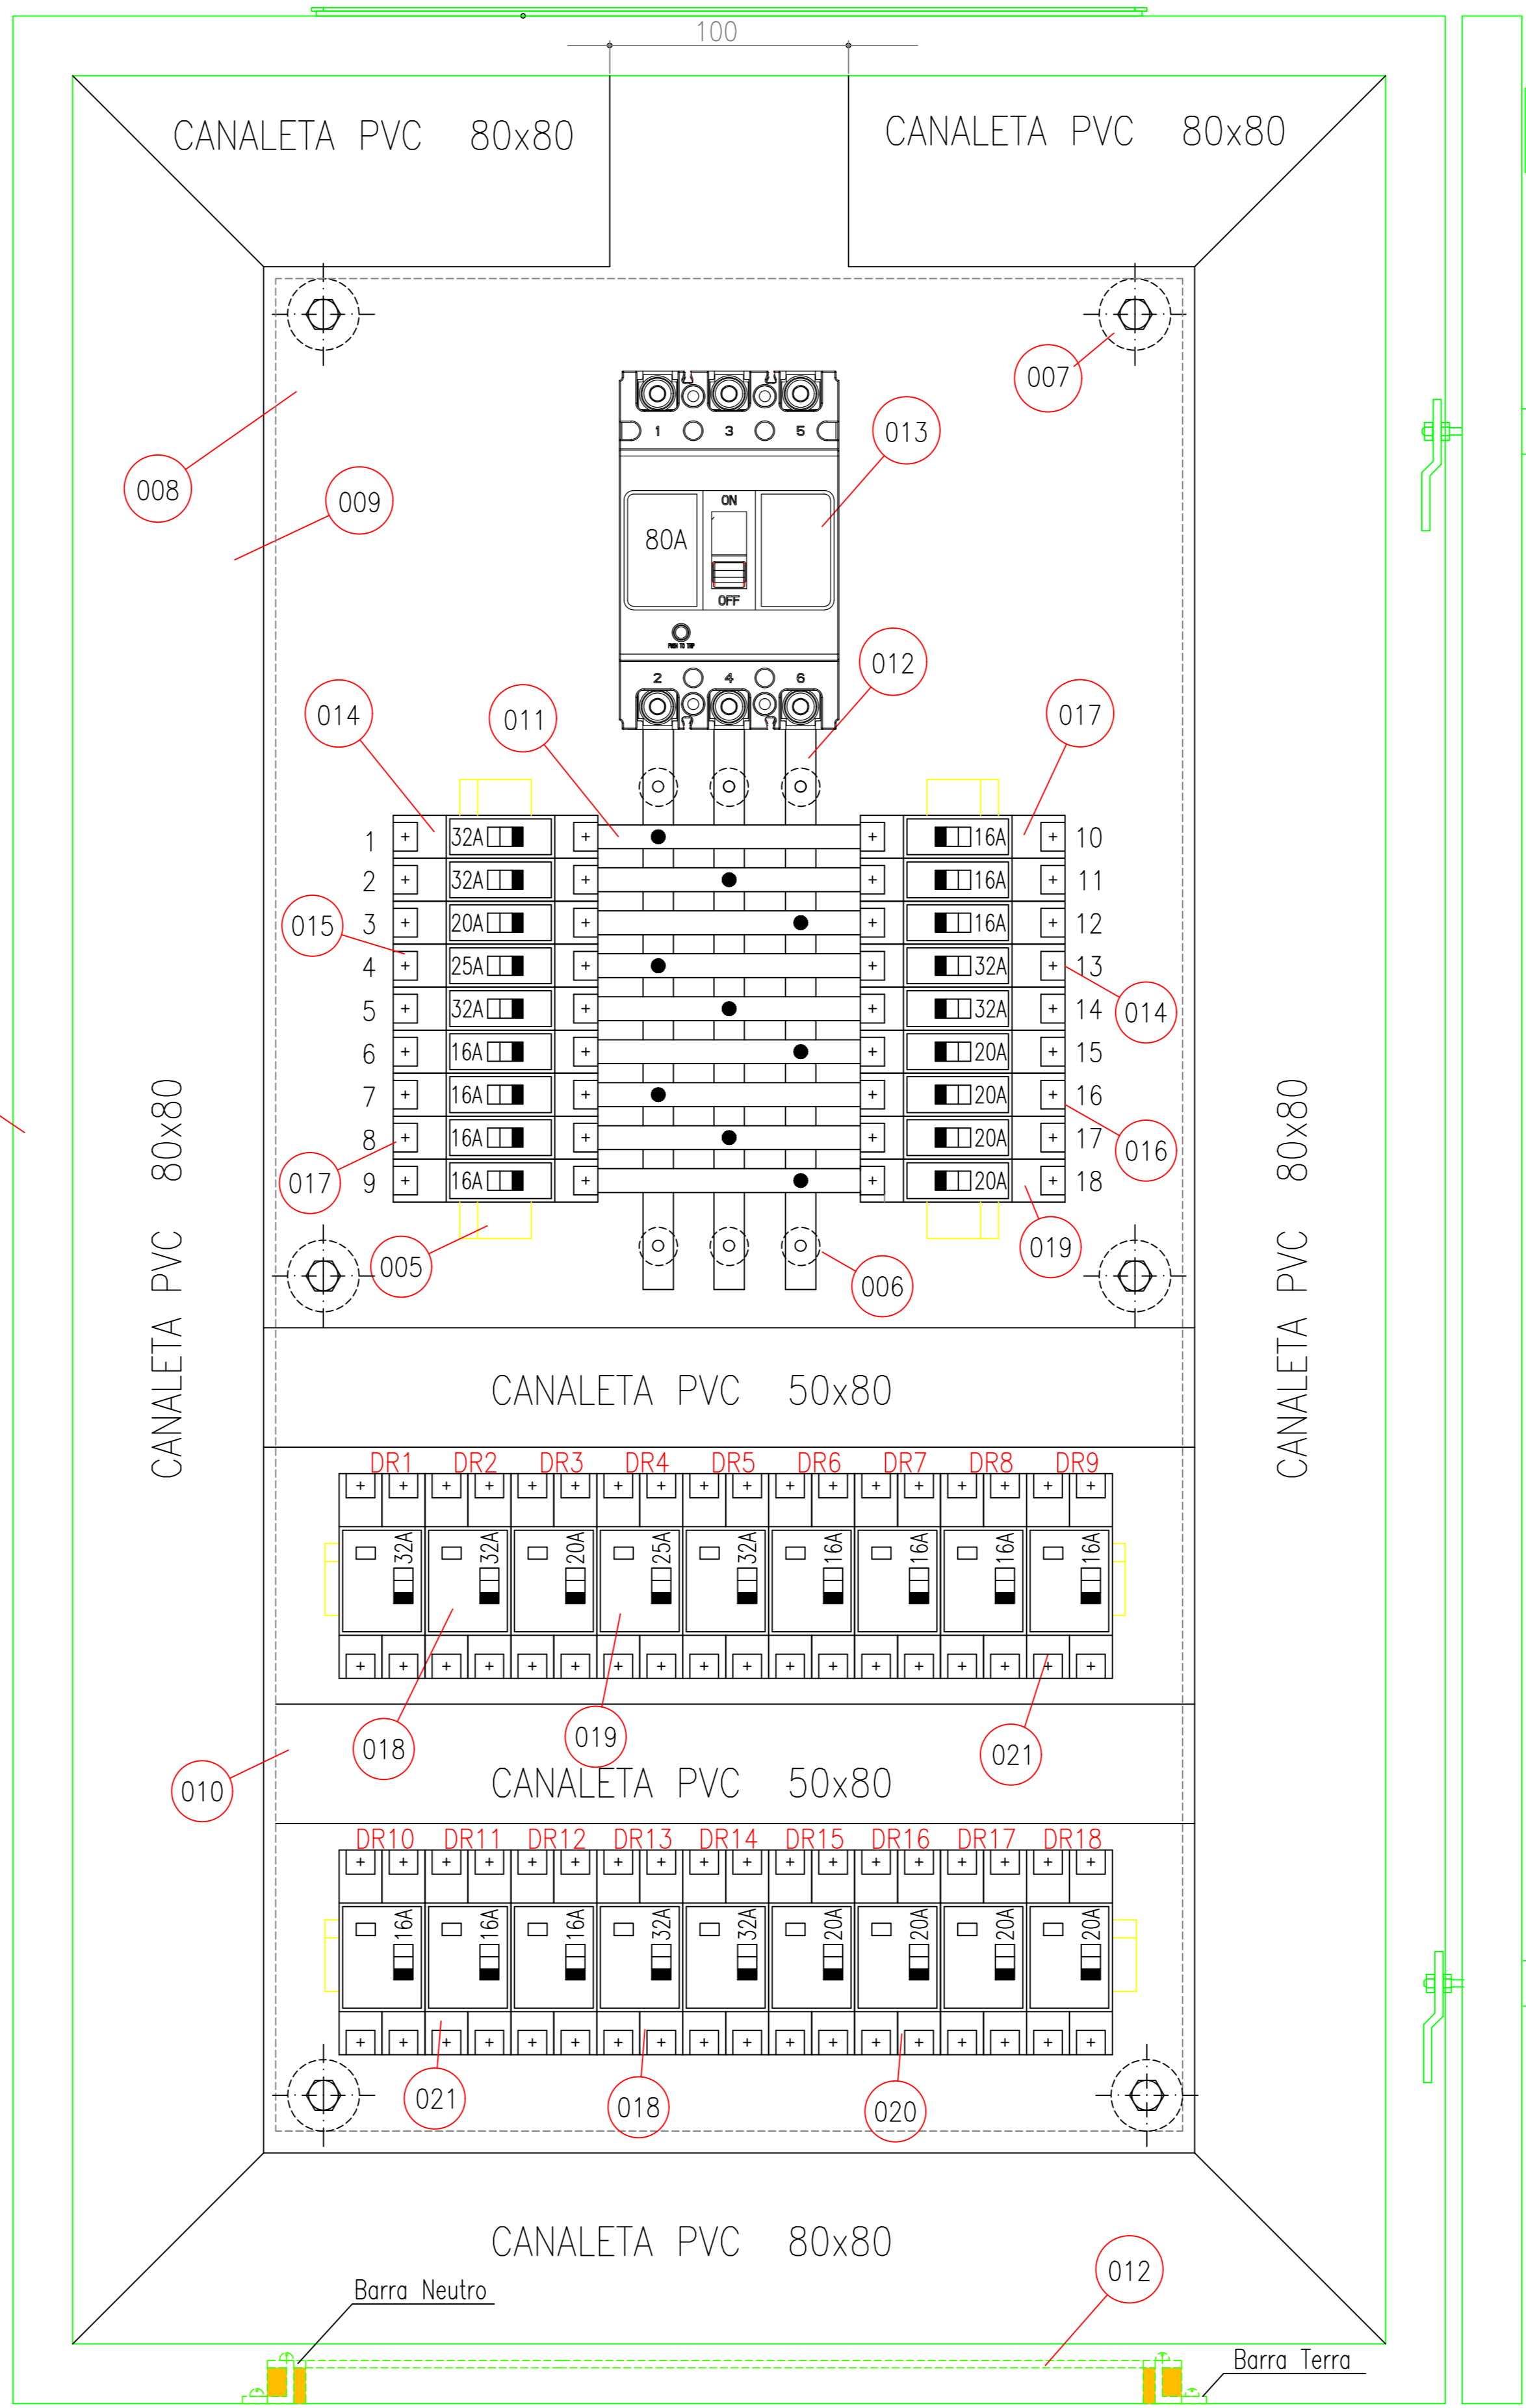 100
CANALETA PVC 80x80
CANALETA PVC 80x80
007
008
009
013
1 3 5
ON
80A
OFF
PUSH TO TRIP
2 4 6
012
014
011
017
1 32A 16A 10
2 32A 16A 11
3 20A 16A 12
015
4 25A 32A 13
5 32A 32A 14
014
6 16A 20A 15
7 16A 20A 16
8 16A 20A 17
016
017
9 16A 20A 18
005
019
006
CANALETA PVC 80x80
CANALETA PVC 80x80
CANALETA PVC 50x80
DR1 DR2 DR3 DR4 DR5 DR6 DR7 DR8 DR9
32A 32A 20A 25A 32A 16A 16A 16A 16A
018
019
021
010
CANALETA PVC 50x80
DR10 DR11 DR12 DR13 DR14 DR15 DR16 DR17 DR18
16A 16A 16A 32A 32A 20A 20A 20A 20A
021
018
020
CANALETA PVC 80x80
012
Barra Neutro
Barra Terra